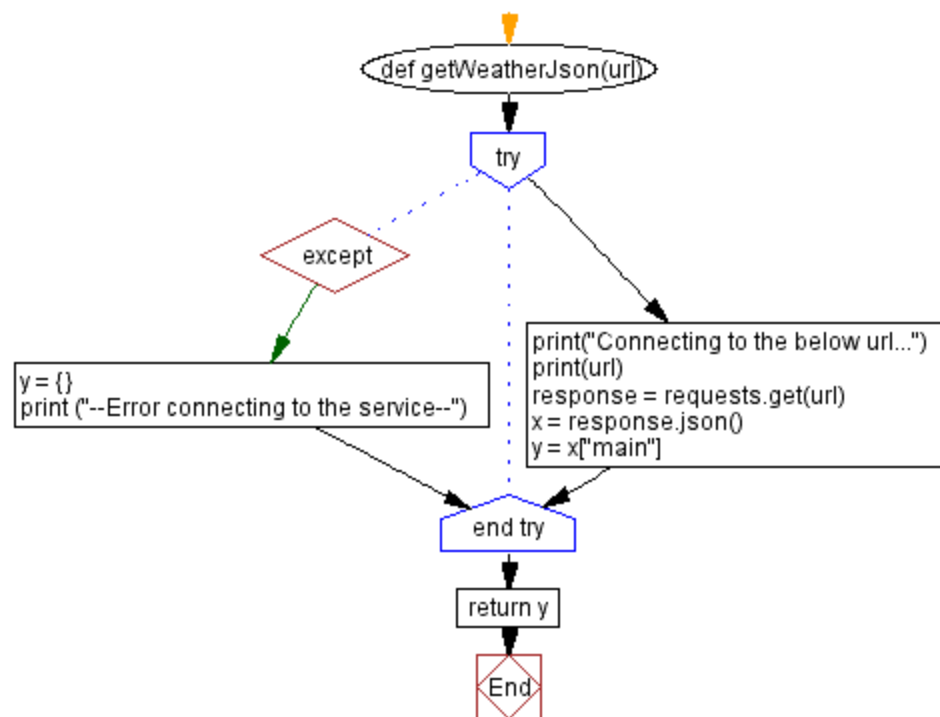 def getWeatherJson(url)
try
except
print("Connecting to the below url...")
print(url)
response = requests.get(url)
x = response.json()
y = x["main"]
y = {}
print ("--Error connecting to the service--")
end try
return y
End